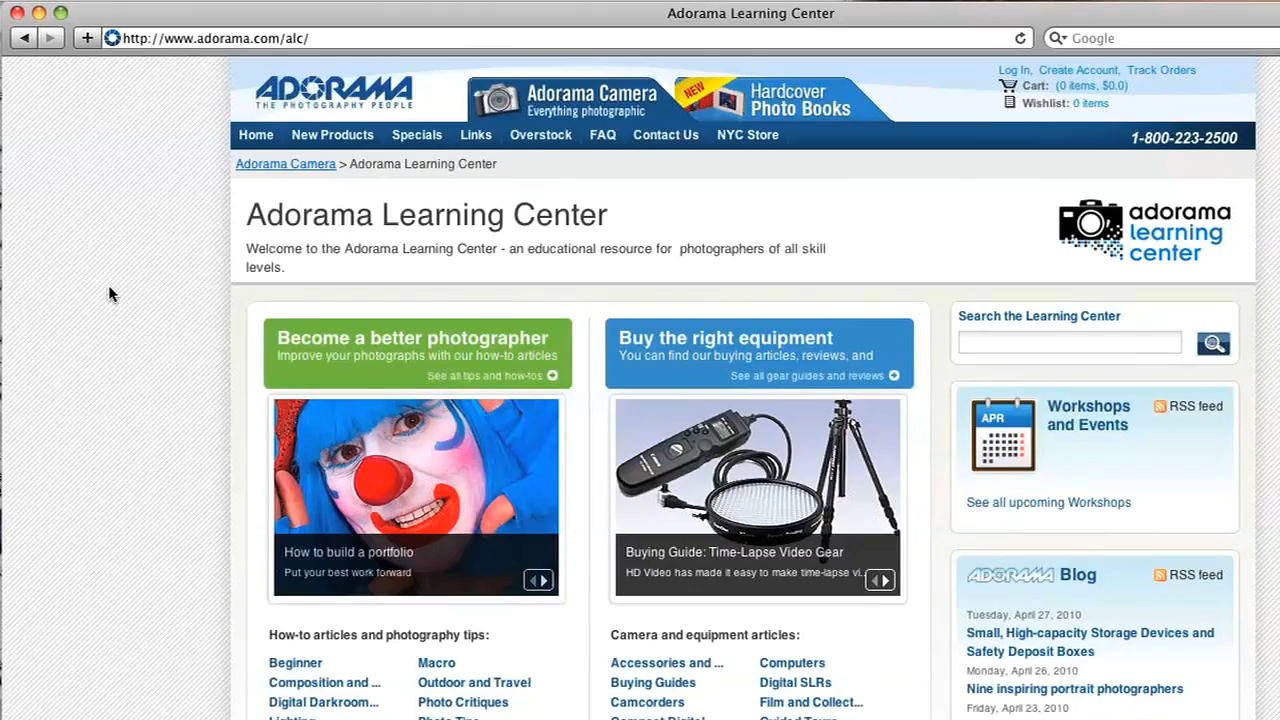 Adorama Learning Center
http://www.adorama.com/alc/
Google
ADORAMA
THE PHOTOGRAPHY PEOPLE
Adorama Camera
Everything photographic
NEW
Hardcover
Photo Books
Log In, Create Account, Track Orders
Cart: (0 items, $0.0)
Wishlist: 0 items
Home New Products Specials Links Overstock FAQ Contact Us NYC Store
1-800-223-2500
Adorama Camera > Adorama Learning Center
Adorama Learning Center
Welcome to the Adorama Learning Center - an educational resource for photographers of all skill
levels.
adorama
learning
center
Become a better photographer
Improve your photographs with our how-to articles
See all tips and how-tos
How to build a portfolio
Put your best work forward
How-to articles and photography tips:
Beginner
Composition and ...
Digital Darkroom...
Macro
Outdoor and Travel
Photo Critiques
Buy the right equipment
You can find our buying articles, reviews, and
See all gear guides and reviews
Buying Guide: Time-Lapse Video Gear
HD Video has made it easy to make time-lapse vi...
Camera and equipment articles:
Accessories and ...
Buying Guides
Camcorders
Computers
Digital SLRs
Film and Collect...
Search the Learning Center
APR
Workshops
and Events
RSS feed
See all upcoming Workshops
ADORAMA Blog
RSS feed
Tuesday, April 27, 2010
Small, High-capacity Storage Devices and
Safety Deposit Boxes
Monday, April 26, 2010
Nine inspiring portrait photographers
Friday, April 23, 2010